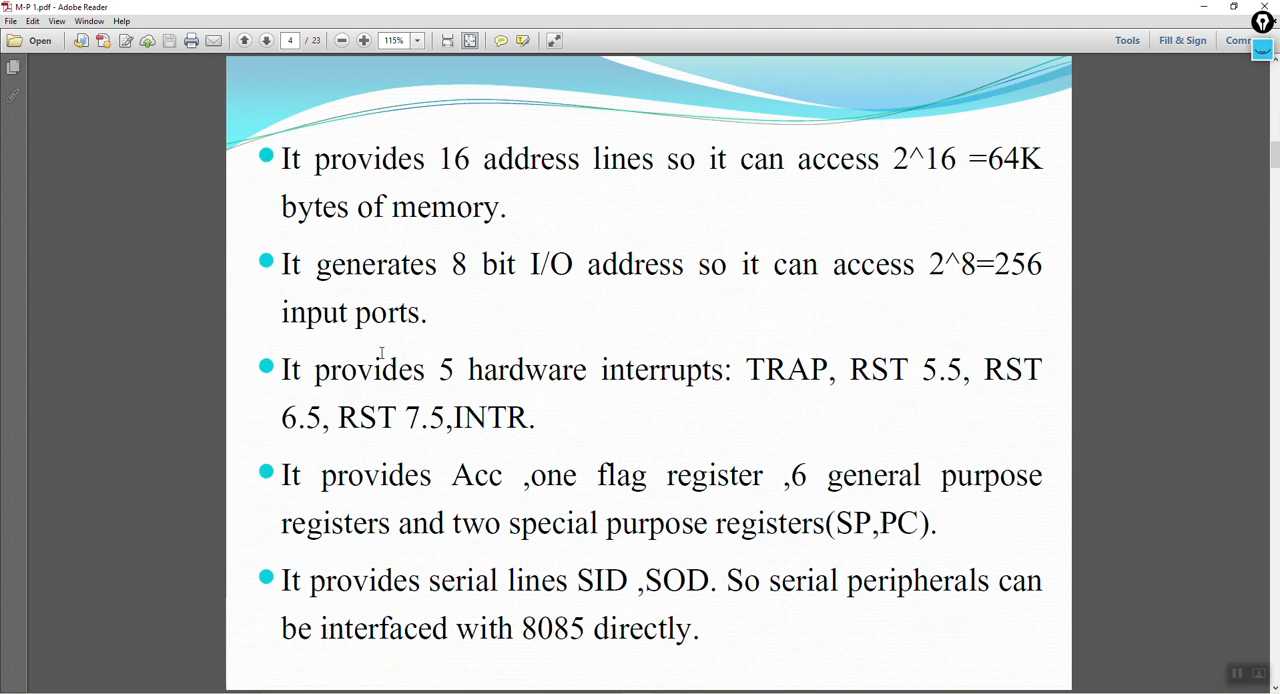 M-P 1.pdf - Adobe Reader
File Edit View Window Help
Open 4 / 23 115% Tools Fill & Sign
It provides 16 address lines so it can access 2^16 =64K
bytes of memory.
It generates 8 bit I/O address so it can access 2^8=256
input ports.
It provides 5 hardware interrupts: TRAP, RST 5.5, RST
6.5, RST 7.5,INTR.
It provides Acc ,one flag register ,6 general purpose
registers and two special purpose registers(SP,PC).
It provides serial lines SID ,SOD. So serial peripherals can
be interfaced with 8085 directly.